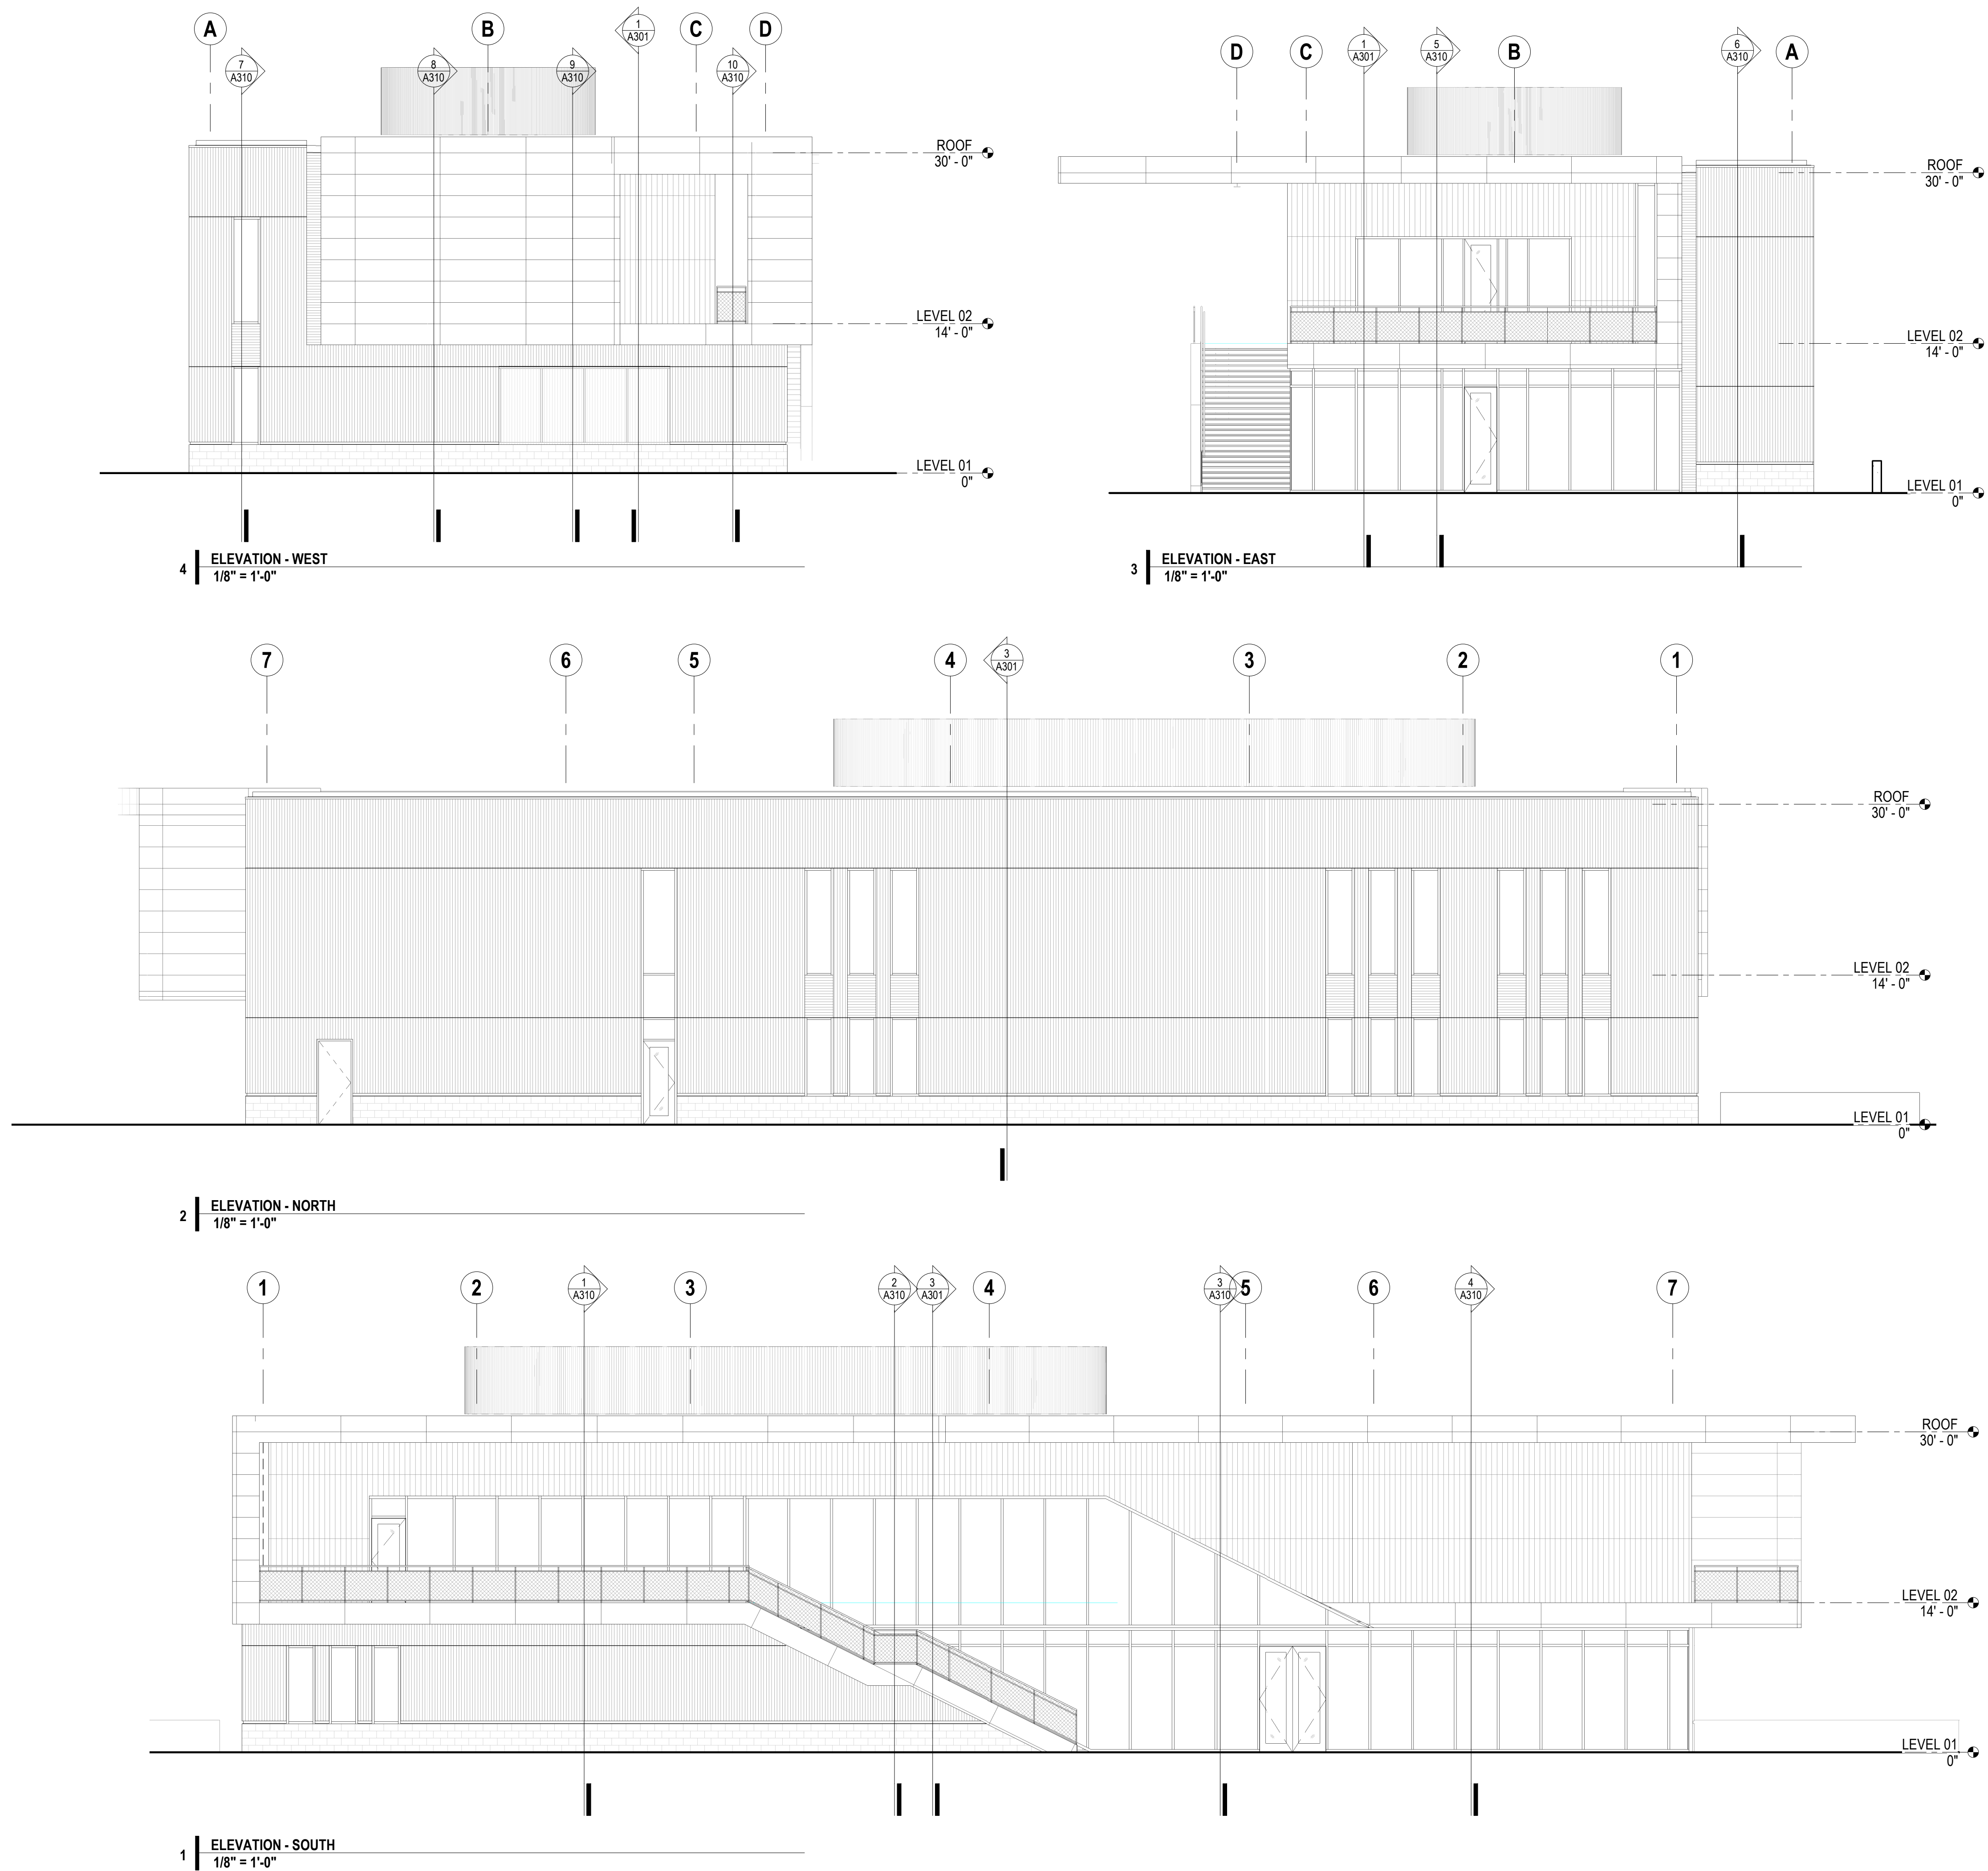 A
B
1
A301
C
D
7
A310
8
A310
9
A310
10
A310
ROOF
30' - 0"
LEVEL 02
14' - 0"
LEVEL 01
0"
4
ELEVATION - WEST
1/8" = 1'-0"
D
C
1
A301
5
A310
B
6
A310
A
ROOF
30' - 0"
LEVEL 02
14' - 0"
LEVEL 01
0"
3
ELEVATION - EAST
1/8" = 1'-0"
7
6
5
4
3
A301
3
2
1
ROOF
30' - 0"
LEVEL 02
14' - 0"
LEVEL 01
0"
2
ELEVATION - NORTH
1/8" = 1'-0"
1
2
1
A310
3
2
A310
3
A301
4
3
A310
5
6
4
A310
7
ROOF
30' - 0"
LEVEL 02
14' - 0"
LEVEL 01
0"
1
ELEVATION - SOUTH
1/8" = 1'-0"